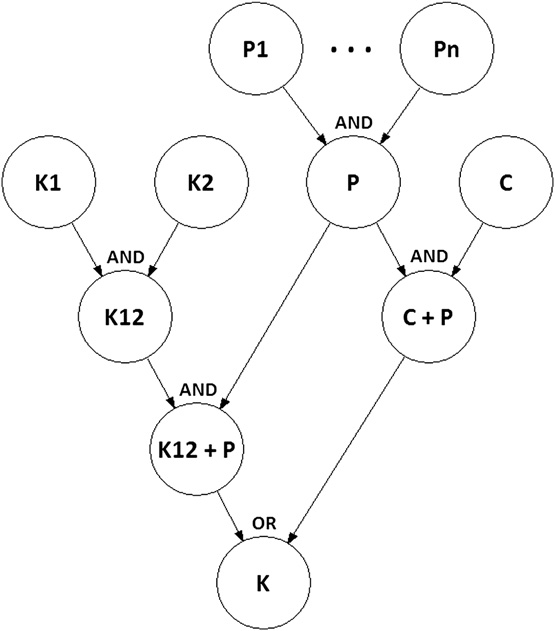 P1 . . . Pn
AND
K1 K2 P C
AND AND
K12 C + P
AND
K12 + P
OR
K